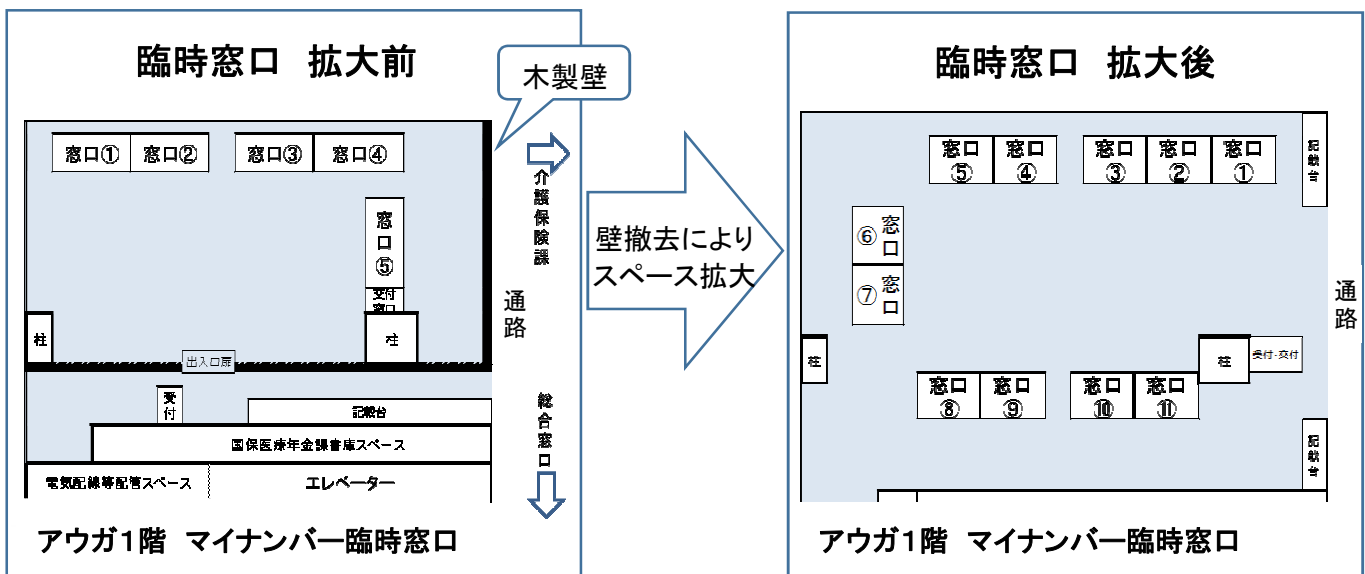 臨時窓口 拡大前
木製壁
窓口①
窓口②
窓口③
窓口④
窓口⑤
受付
窓口
柱
柱
出入口扉
受付
記載台
国保医療年金課書庫スペース
電気配線等配管スペース
エレベーター
介護保険課
通路
総合窓口
アウガ1階 マイナンバー臨時窓口
壁撤去により
スペース拡大
臨時窓口 拡大後
窓口
⑤
窓口
④
窓口
③
窓口
②
窓口
①
記載台
⑥窓口
⑦窓口
通路
柱
柱
受付・交付
窓口
⑧
窓口
⑨
窓口
⑩
窓口
⑪
記載台
アウガ1階 マイナンバー臨時窓口